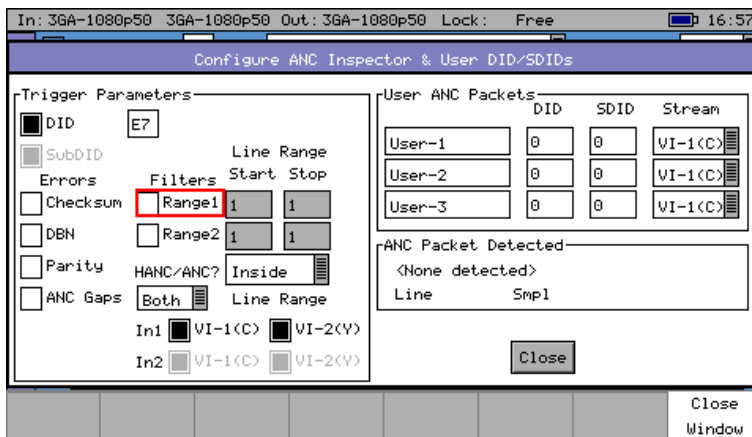 In: 3GA-1080p50 3GA-1080p50 Out: 3GA-1080p50 Lock: Free 16:57
Configure ANC Inspector & User DID/SDIDs
Trigger Parameters
DID E7
SubDID
Line Range
Errors Filters Start Stop
Checksum Range1 1 1
DBN Range2 1 1
Parity HANC/ANC? Inside
ANC Gaps Both Line Range
In1 VI-1(C) VI-2(Y)
In2 VI-1(C) VI-2(Y)
User ANC Packets
DID SDID Stream
User-1 0 0 VI-1(C)
User-2 0 0 VI-1(C)
User-3 0 0 VI-1(C)
ANC Packet Detected
<None detected>
Line Smpl
Close
Close
Window